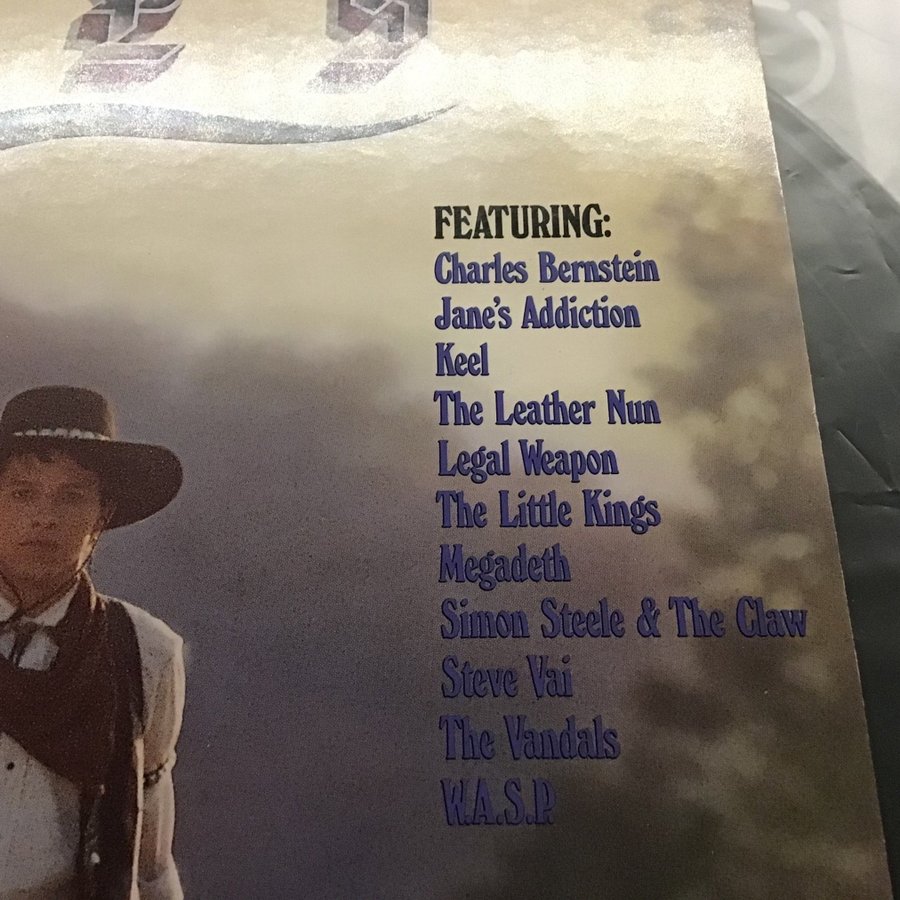 FEATURING:
Charles Bernstein
Jane's Addiction
Keel
The Leather Nun
Legal Weapon
The Little Kings
Megadeth
Simon Steele & The Claw
Steve Vai
The Vandals
W.A.S.P.